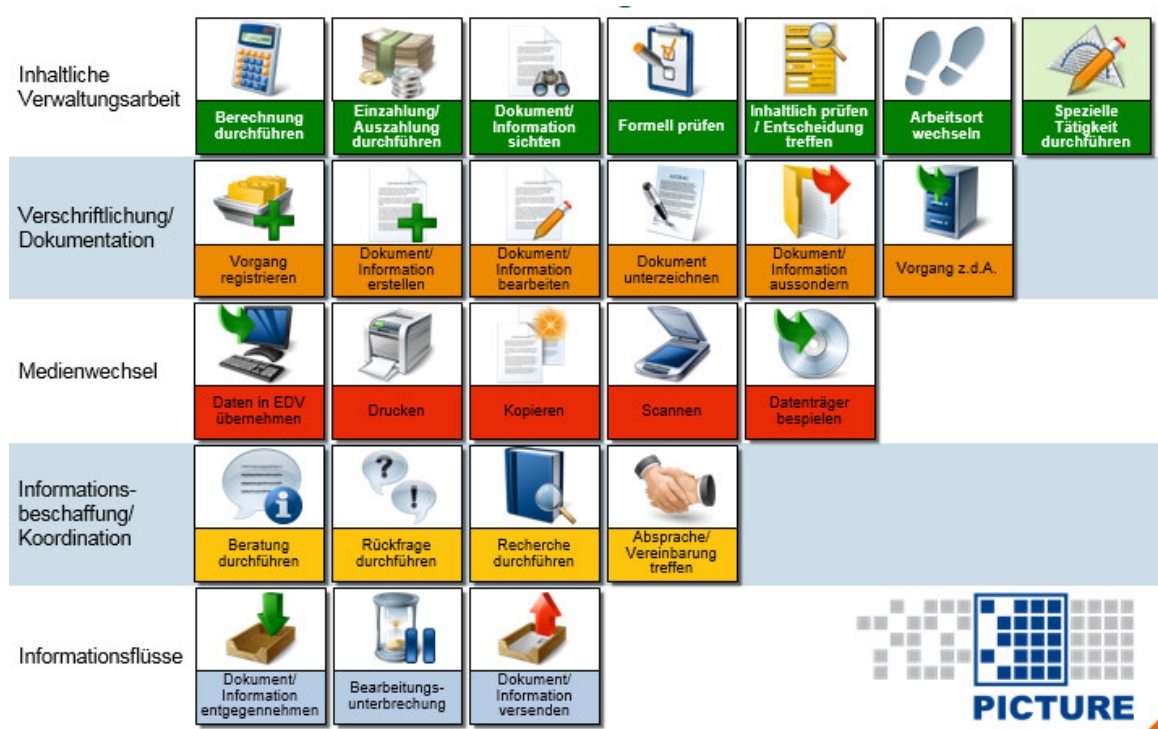 Inhaltliche
Verwaltungsarbeit
Berechnung
durchführen
Einzahlung/
Auszahlung
durchführen
Dokument/
Information
sichten
Formell prüfen
Inhaltlich prüfen
/ Entscheidung
treffen
Arbeitsort
wechseln
Spezielle
Tätigkeit
durchführen
Verschriftlichung/
Dokumentation
Vorgang
registrieren
Dokument/
Information
erstellen
Dokument/
Information
bearbeiten
Dokument
unterzeichnen
Dokument/
Information
aussondern
Vorgang z.d.A.
Medienwechsel
Daten in EDV
übernehmen
Drucken
Kopieren
Scannen
Datenträger
bespielen
Informations-
beschaffung/
Koordination
Beratung
durchführen
Rückfrage
durchführen
Recherche
durchführen
Absprache/
Vereinbarung
treffen
Informationsflüsse
Dokument/
Information
entgegennehmen
Bearbeitungs-
unterbrechung
Dokument/
Information
versenden
PICTURE